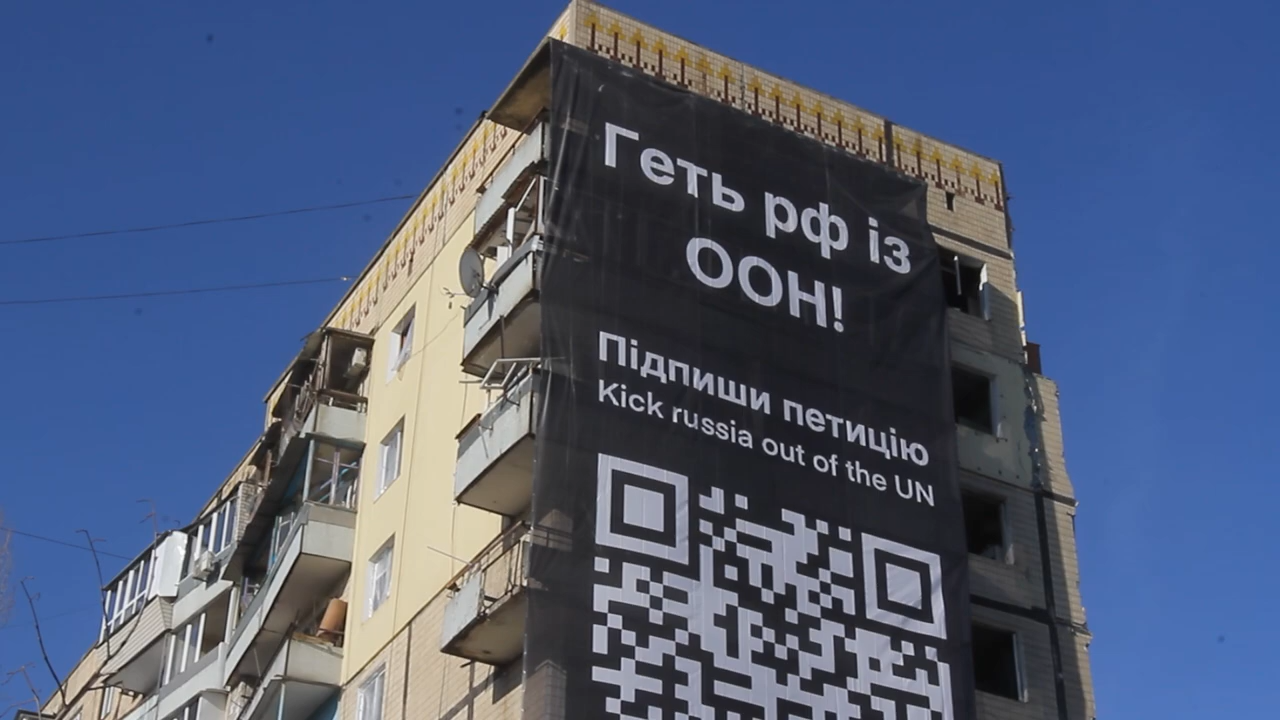 Геть рф із
ООН!
Підпиши петицію
Kick russia out of the UN